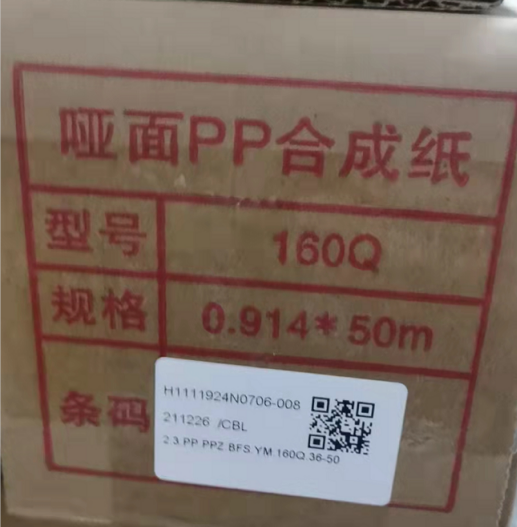 哑面PP合成纸
型号 160Q
规格 0.914*50m
条码
H1111924N0706-008
211226 /CBL
2.3.PP.PPZ.BFS.YM.160Q.36-50